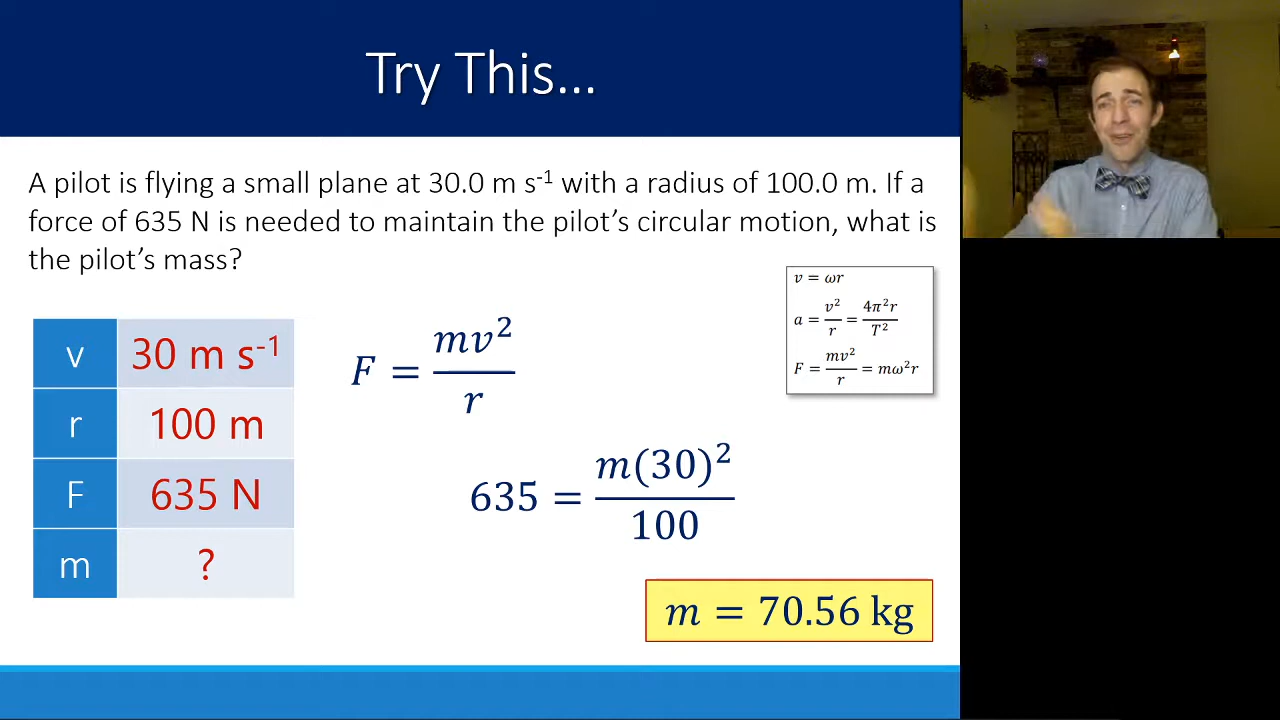 Try This...
A pilot is flying a small plane at 30.0 m s⁻¹ with a radius of 100.0 m. If a
force of 635 N is needed to maintain the pilot's circular motion, what is
the pilot's mass?
v = ωr
a = v²/r = 4π²r/T²
F = mv²/r = mω²r
v 30 m s⁻¹
r 100 m
F 635 N
m ?
F = mv²/r
635 = m(30)²/100
m = 70.56 kg